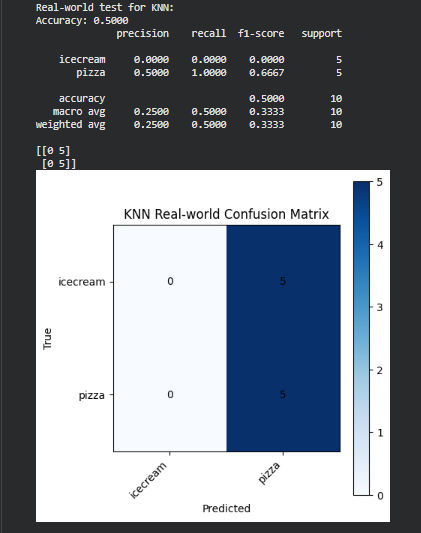 Real-world test for KNN:
Accuracy: 0.5000
precision recall f1-score support
icecream 0.0000 0.0000 0.0000 5
pizza 0.5000 1.0000 0.6667 5
accuracy 0.5000 10
macro avg 0.2500 0.5000 0.3333 10
weighted avg 0.2500 0.5000 0.3333 10
[[0 5]
[0 5]]
KNN Real-world Confusion Matrix
5
4
3
2
1
0
icecream 0 5
pizza 0 5
True
icecream pizza
Predicted